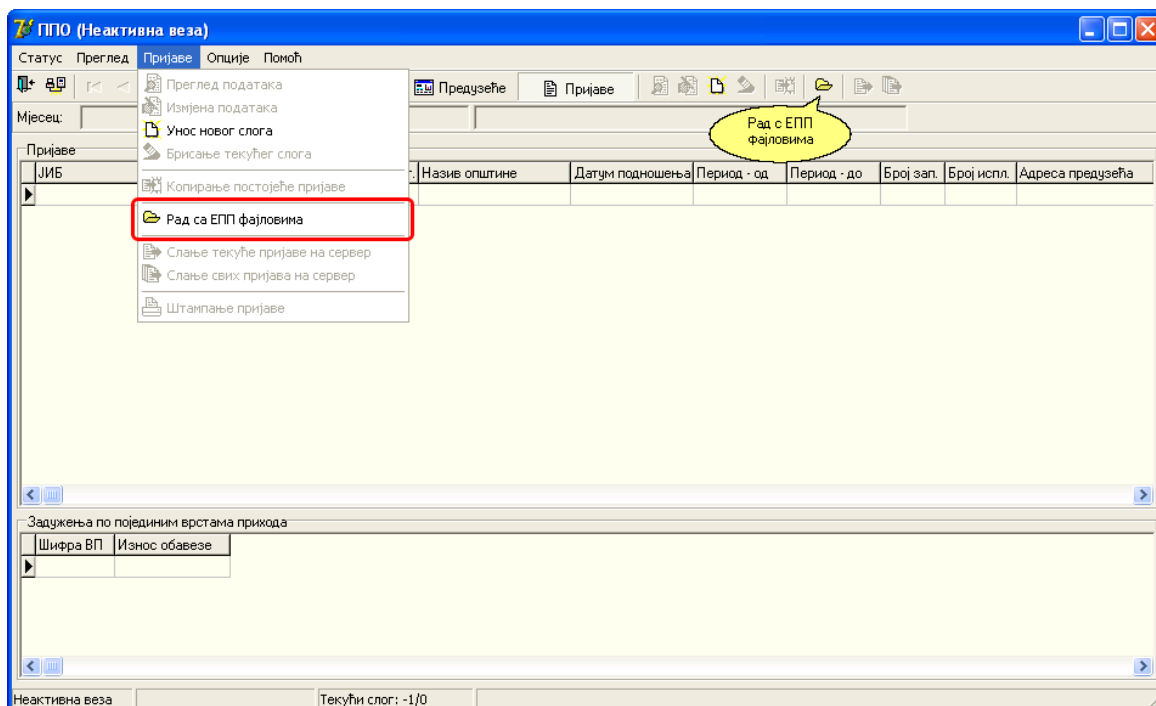 ППО (Неактивна веза)
Статус Преглед Пријаве Опције Помоћ
Предузеће Пријаве
Мјесец:
Рад с ЕПП
фајловима
Преглед података
Измјена података
Унос новог слога
Брисање текућег слога
Копирање постојеће пријаве
Рад са ЕПП фајловима
Слање текуће пријаве на сервер
Слање свих пријава на сервер
Штампање пријаве
Пријаве
ЈИБ Назив општине Датум подношења Период - од Период - до Број зап. Број испл. Адреса предузећа
Задужења по појединим врстама прихода
Шифра ВП Износ обавезе
Неактивна веза Текући слог: -1/0